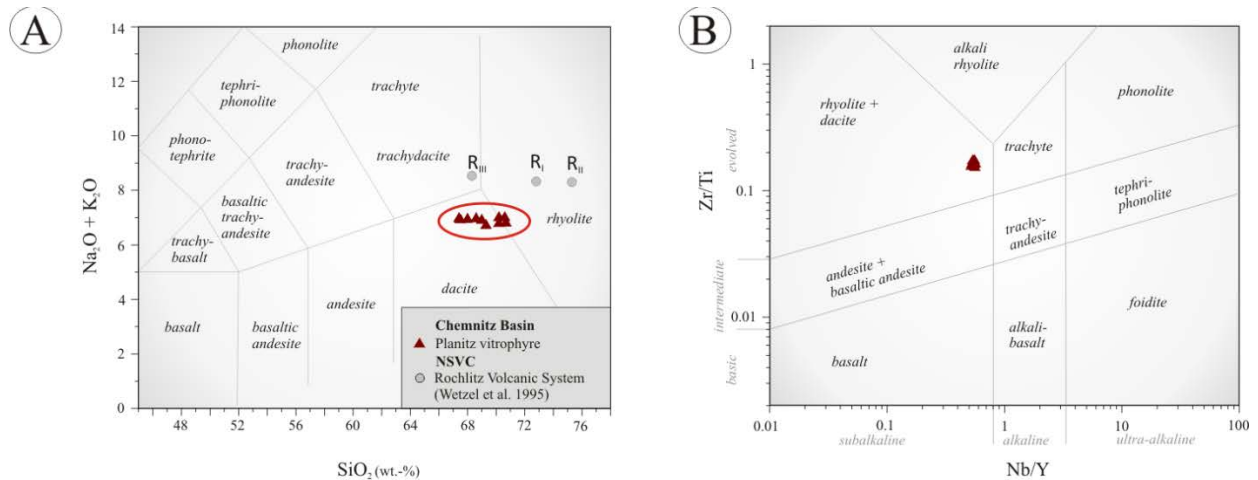 A
14
12
10
8
6
4
2
0
Na₂O + K₂O
phonolite
tephri-
phonolite
trachyte
phono-
tephrite
trachy-
andesite
trachydacite
R_III
R_I
R_II
basaltic
trachy-
andesite
rhyolite
trachy-
basalt
dacite
andesite
basalt
basaltic
andesite
Chemnitz Basin
Planitz vitrophyre
NSVC
Rochlitz Volcanic System
(Wetzel et al. 1995)
48 52 56 60 64 68 72 76
SiO₂ (wt.-%)
B
1
0.1
0.01
Zr/Ti
evolved
intermediate
basic
alkali
rhyolite
rhyolite +
dacite
phonolite
trachyte
tephri-
phonolite
trachy-
andesite
andesite +
basaltic andesite
foidite
alkali-
basalt
basalt
0.01 0.1 1 10 100
subalkaline alkaline ultra-alkaline
Nb/Y